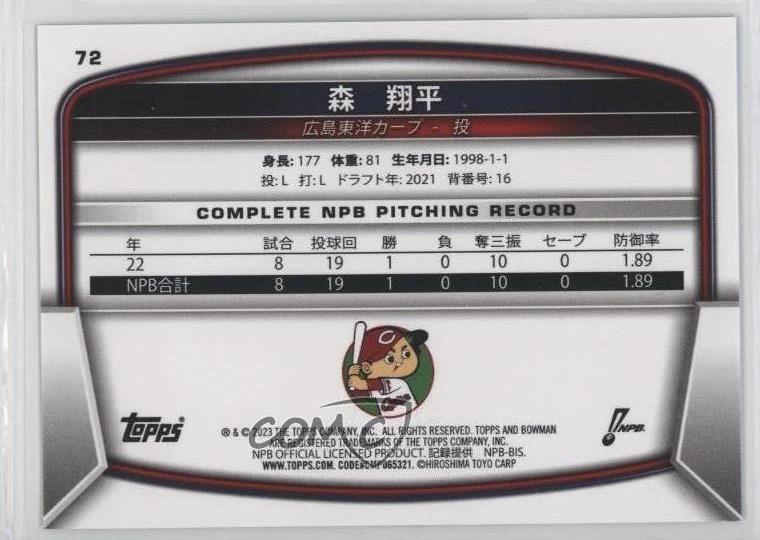 72
森 翔平
広島東洋カープ - 投
身長: 177 体重: 81 生年月日: 1998-1-1
投: L 打: L ドラフト年: 2021 背番号: 16
COMPLETE NPB PITCHING RECORD
年 試合 投球回 勝 負 奪三振 セーブ 防御率
22 8 19 1 0 10 0 1.89
NPB合計 8 19 1 0 10 0 1.89
C
Carp
TOPPS
® & © 2023 THE TOPPS COMPANY, INC. ALL RIGHTS RESERVED. TOPPS AND BOWMAN
ARE REGISTERED TRADEMARKS OF THE TOPPS COMPANY, INC.
NPB OFFICIAL LICENSED PRODUCT. 記録提供 NPB-BIS.
WWW.TOPPS.COM. CODE#CMP065321. ©HIROSHIMA TOYO CARP
NPB
COMC